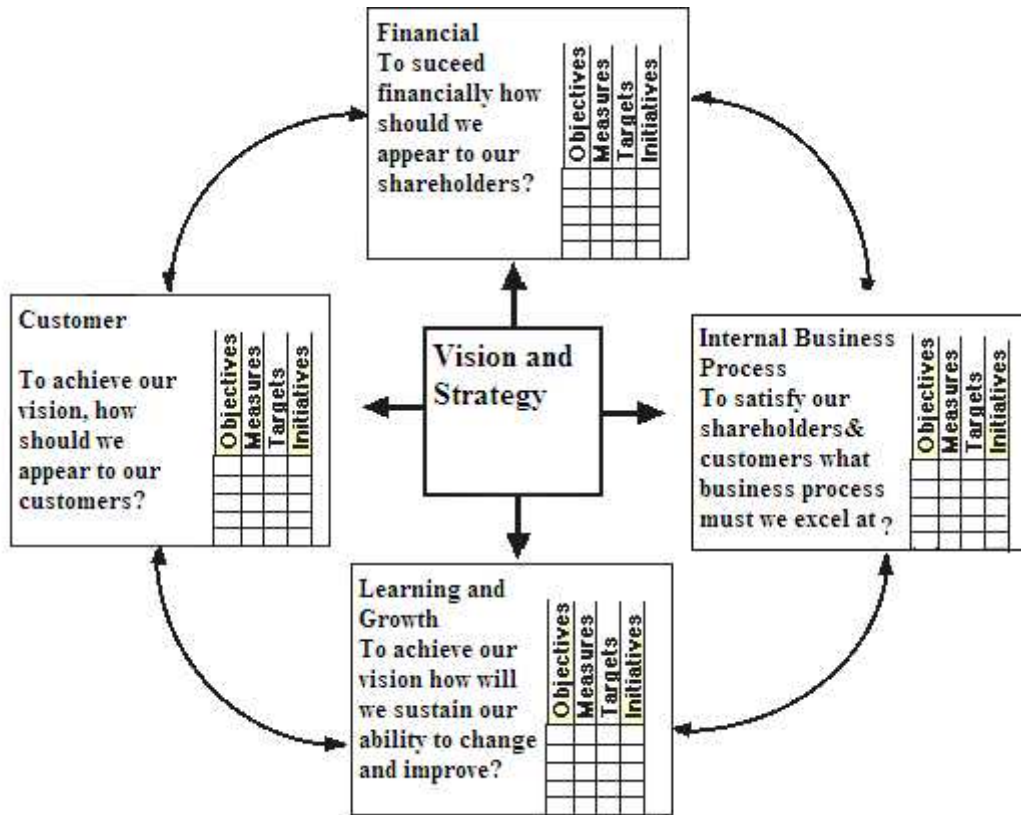 Financial
To suceed
financially how
should we
appear to our
shareholders?
Objectives
Measures
Targets
Initiatives
Customer
To achieve our
vision, how
should we
appear to our
customers?
Objectives
Measures
Targets
Initiatives
Vision and
Strategy
Internal Business
Process
To satisfy our
shareholders&
customers what
business process
must we excel at ?
Objectives
Measures
Targets
Initiatives
Learning and
Growth
To achieve our
vision how will
we sustain our
ability to change
and improve?
Objectives
Measures
Targets
Initiatives